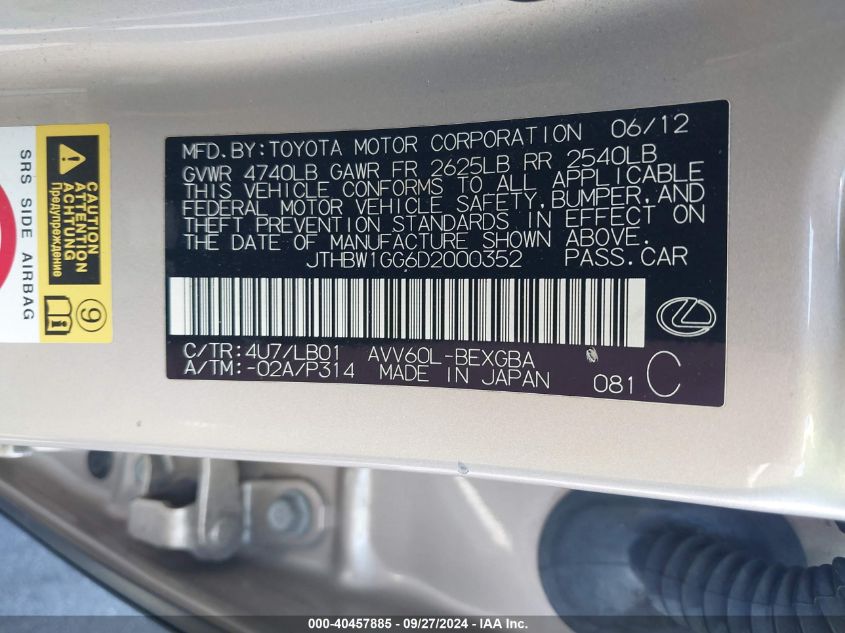 MFD.BY:TOYOTA MOTOR CORPORATION 06/12
GVWR 4740LB GAWR FR 2625LB RR 2540LB
THIS VEHICLE CONFORMS TO ALL APPLICABLE
FEDERAL MOTOR VEHICLE SAFETY,BUMPER,AND
THEFT PREVENTION STANDARDS IN EFFECT ON
THE DATE OF MANUFACTURE SHOWN ABOVE.
JTHBW1GG6D2000352 PASS.CAR
C/TR:4U7/LB01 AVV60L-BEXGBA
A/TM:-02A/P314 MADE IN JAPAN 081 C
SRS SIDE AIRBAG
CAUTION
ATTENTION
ACHTUNG
Предупреждение
9
000-40457885 - 09/27/2024 - IAA Inc.